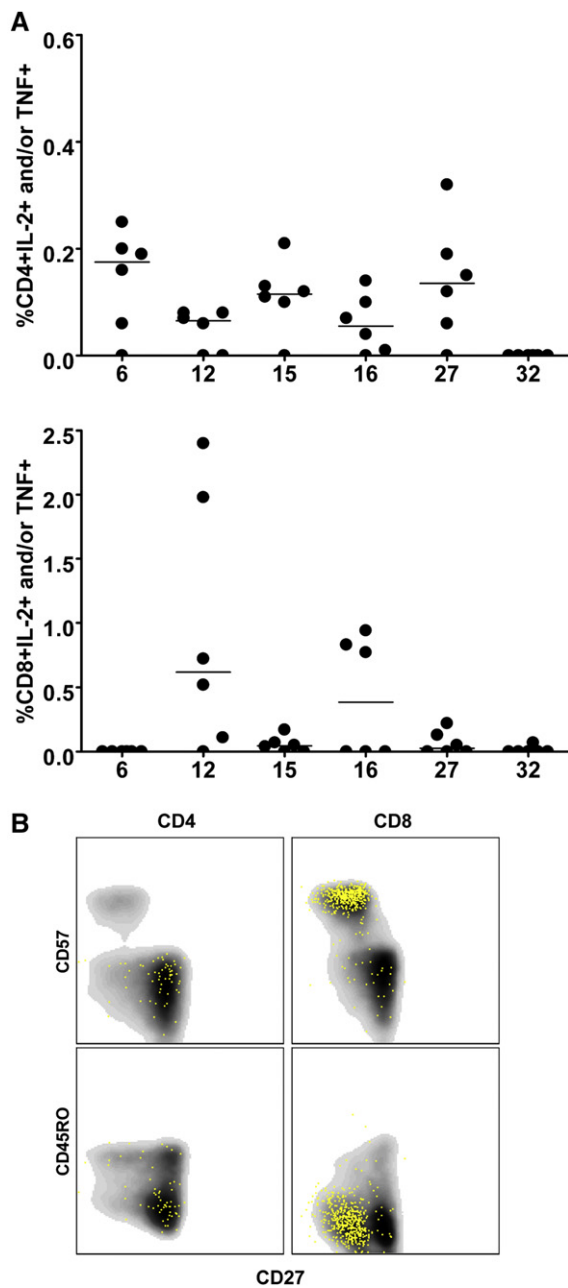 A
%CD4+IL-2+ and/or TNF+
0.6
0.4
0.2
0.0
6 12 15 16 27 32
%CD8+IL-2+ and/or TNF+
2.5
2.0
1.5
1.0
0.5
0.0
6 12 15 16 27 32
B
CD4 CD8
CD57
CD45RO
CD27